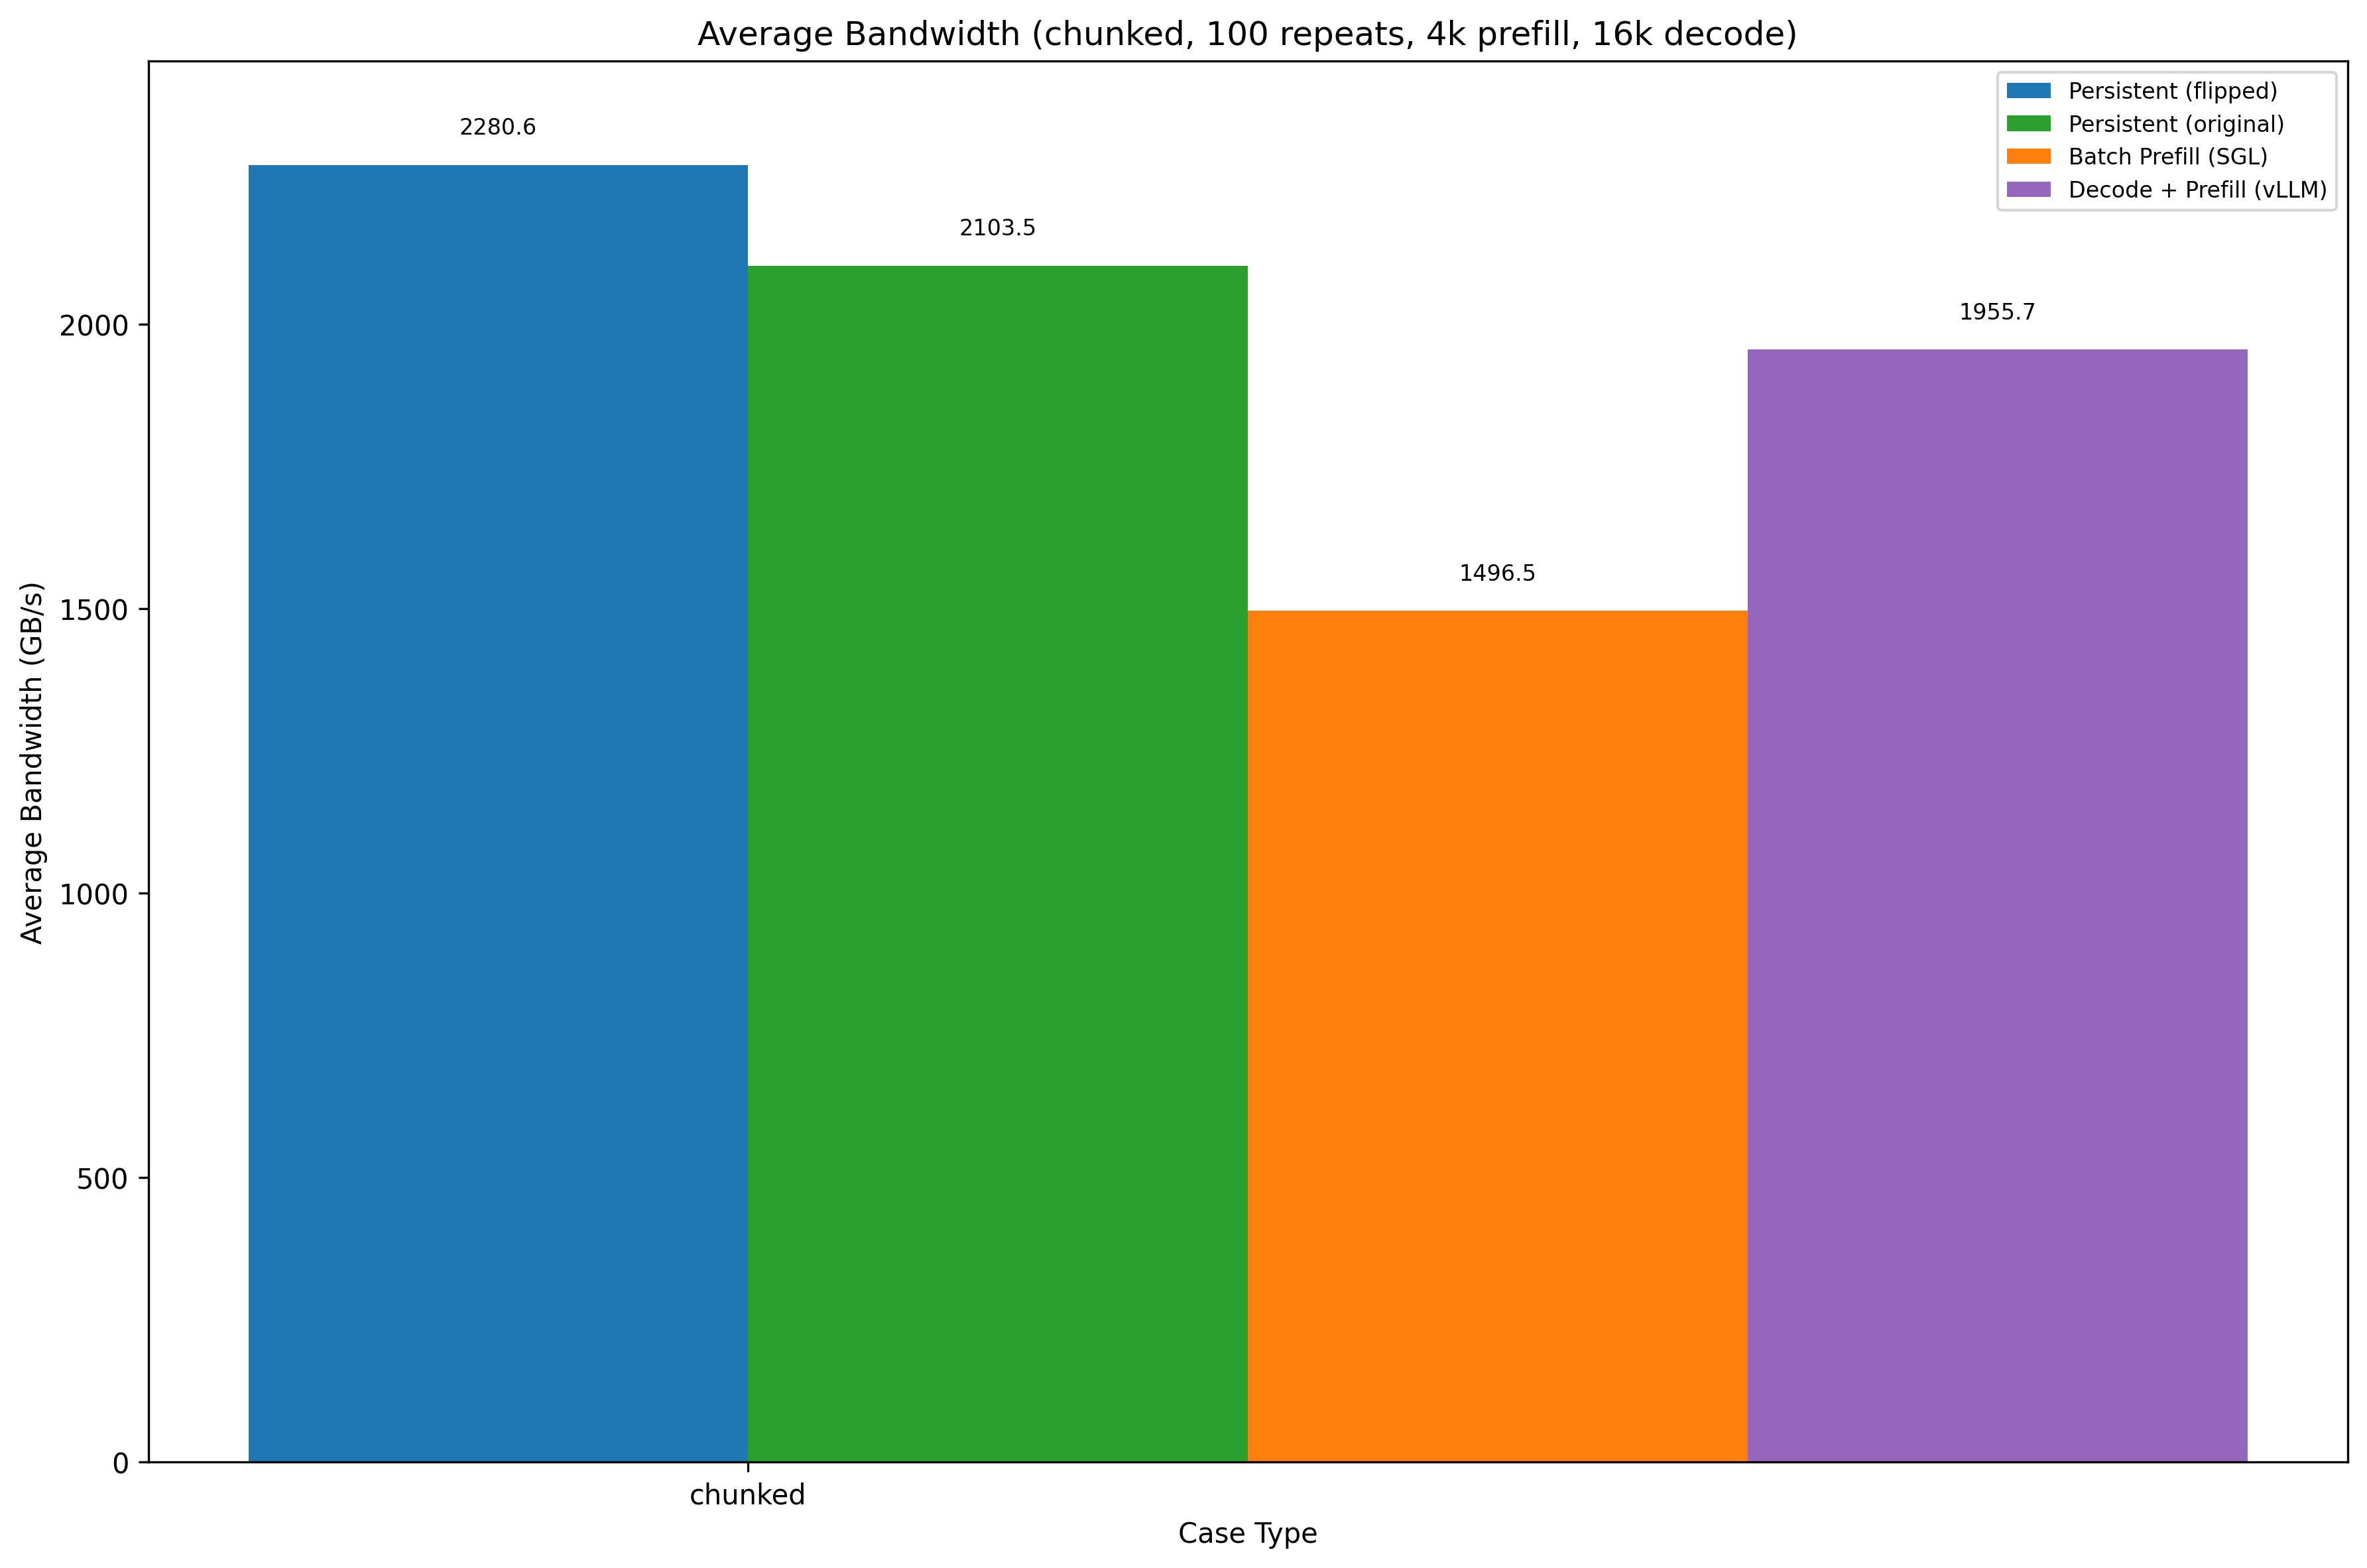 Average Bandwidth (chunked, 100 repeats, 4k prefill, 16k decode)
Persistent (flipped)
Persistent (original)
Batch Prefill (SGL)
Decode + Prefill (vLLM)
2280.6
2103.5
1496.5
1955.7
Average Bandwidth (GB/s)
2000
1500
1000
500
0
chunked
Case Type